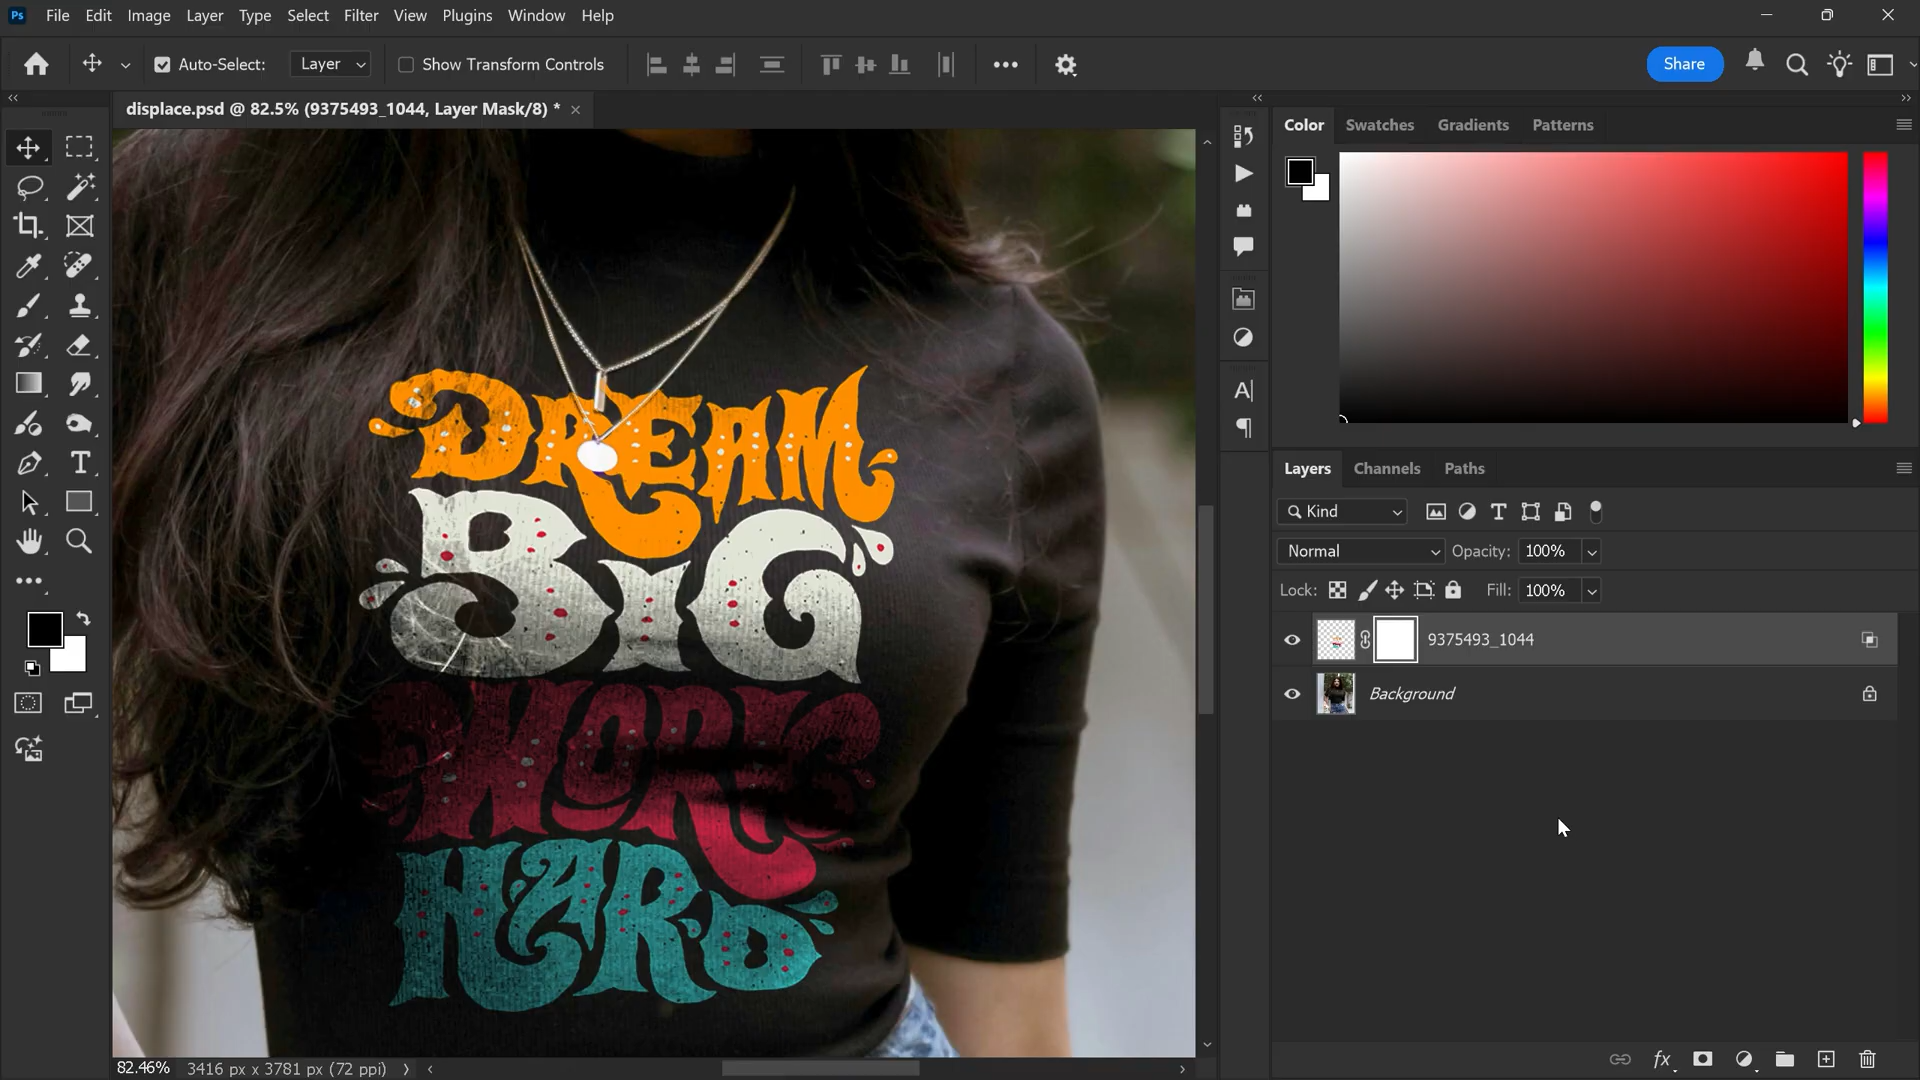 Ps File Edit Image Layer Type Select Filter View Plugins Window Help
Auto-Select: Layer Show Transform Controls Share
displace.psd @ 82.5% (9375493_1044, Layer Mask/8) *
Color Swatches Gradients Patterns
DREAM
BIG
WORK
HARD
Layers Channels Paths
Kind
Normal Opacity: 100%
Lock: Fill: 100%
9375493_1044
Background
fx
82.46% 3416 px x 3781 px (72 ppi)